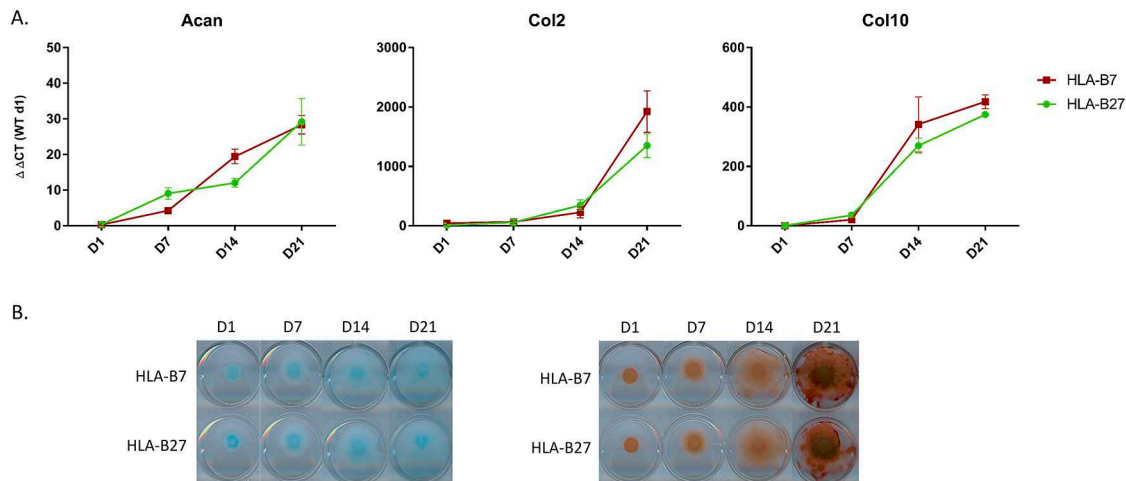 A.
Acan
Col2
Col10
Δ ΔCT (WT d1)
50
40
30
20
10
0
D1
D7
D14
D21
3000
2000
1000
0
D1
D7
D14
D21
600
400
200
0
D1
D7
D14
D21
HLA-B7
HLA-B27
B.
D1 D7 D14 D21
HLA-B7
HLA-B27
D1 D7 D14 D21
HLA-B7
HLA-B27